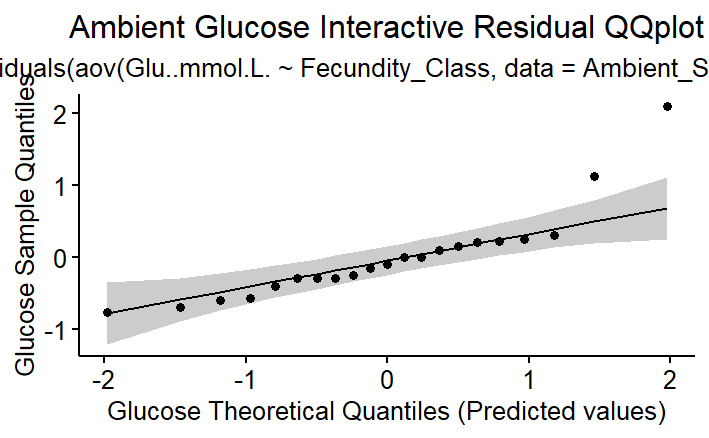 Ambient Glucose Interactive Residual QQplot
iduals(aov(Glu..mmol.L. ~ Fecundity_Class, data = Ambient_S
Glucose Sample Quantiles
2
1
0
-1
-2 -1 0 1 2
Glucose Theoretical Quantiles (Predicted values)